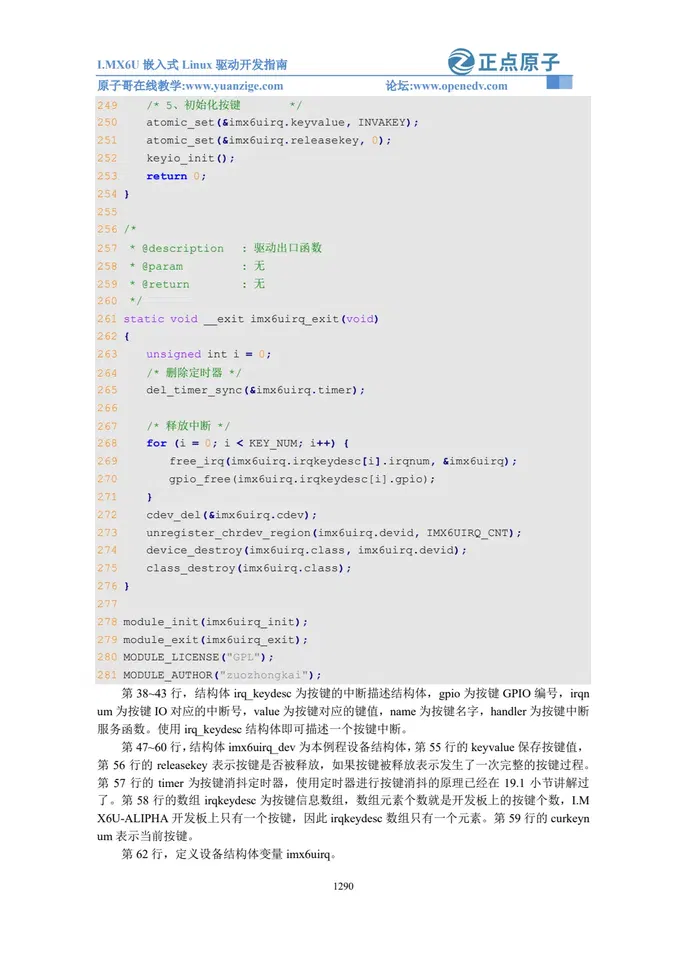 I.MX6U 嵌入式 Linux 驱动开发指南
正点原子
原子哥在线教学:www.yuanzige.com 论坛:www.openedv.com
249 /* 5、初始化按键 */
250 atomic_set(&imx6uirq.keyvalue, INVAKEY);
251 atomic_set(&imx6uirq.releasekey, 0);
252 keyio_init();
253 return 0;
254 }
255
256 /*
257 * @description : 驱动出口函数
258 * @param : 无
259 * @return : 无
260 */
261 static void __exit imx6uirq_exit(void)
262 {
263 unsigned int i = 0;
264 /* 删除定时器 */
265 del_timer_sync(&imx6uirq.timer);
266
267 /* 释放中断 */
268 for (i = 0; i < KEY_NUM; i++) {
269 free_irq(imx6uirq.irqkeydesc[i].irqnum, &imx6uirq);
270 gpio_free(imx6uirq.irqkeydesc[i].gpio);
271 }
272 cdev_del(&imx6uirq.cdev);
273 unregister_chrdev_region(imx6uirq.devid, IMX6UIRQ_CNT);
274 device_destroy(imx6uirq.class, imx6uirq.devid);
275 class_destroy(imx6uirq.class);
276 }
277
278 module_init(imx6uirq_init);
279 module_exit(imx6uirq_exit);
280 MODULE_LICENSE("GPL");
281 MODULE_AUTHOR("zuozhongkai");
第 38~43 行，结构体 irq_keydesc 为按键的中断描述结构体，gpio 为按键 GPIO 编号，irqn
um 为按键 IO 对应的中断号，value 为按键对应的键值，name 为按键名字，handler 为按键中断
服务函数。使用 irq_keydesc 结构体即可描述一个按键中断。
第 47~60 行，结构体 imx6uirq_dev 为本例程设备结构体，第 55 行的 keyvalue 保存按键值，
第 56 行的 releasekey 表示按键是否被释放，如果按键被释放表示发生了一次完整的按键过程。
第 57 行的 timer 为按键消抖定时器，使用定时器进行按键消抖的原理已经在 19.1 小节讲解过
了。第 58 行的数组 irqkeydesc 为按键信息数组，数组元素个数就是开发板上的按键个数，I.M
X6U-ALIPHA 开发板上只有一个按键，因此 irqkeydesc 数组只有一个元素。第 59 行的 curkeyn
um 表示当前按键。
第 62 行，定义设备结构体变量 imx6uirq。
1290